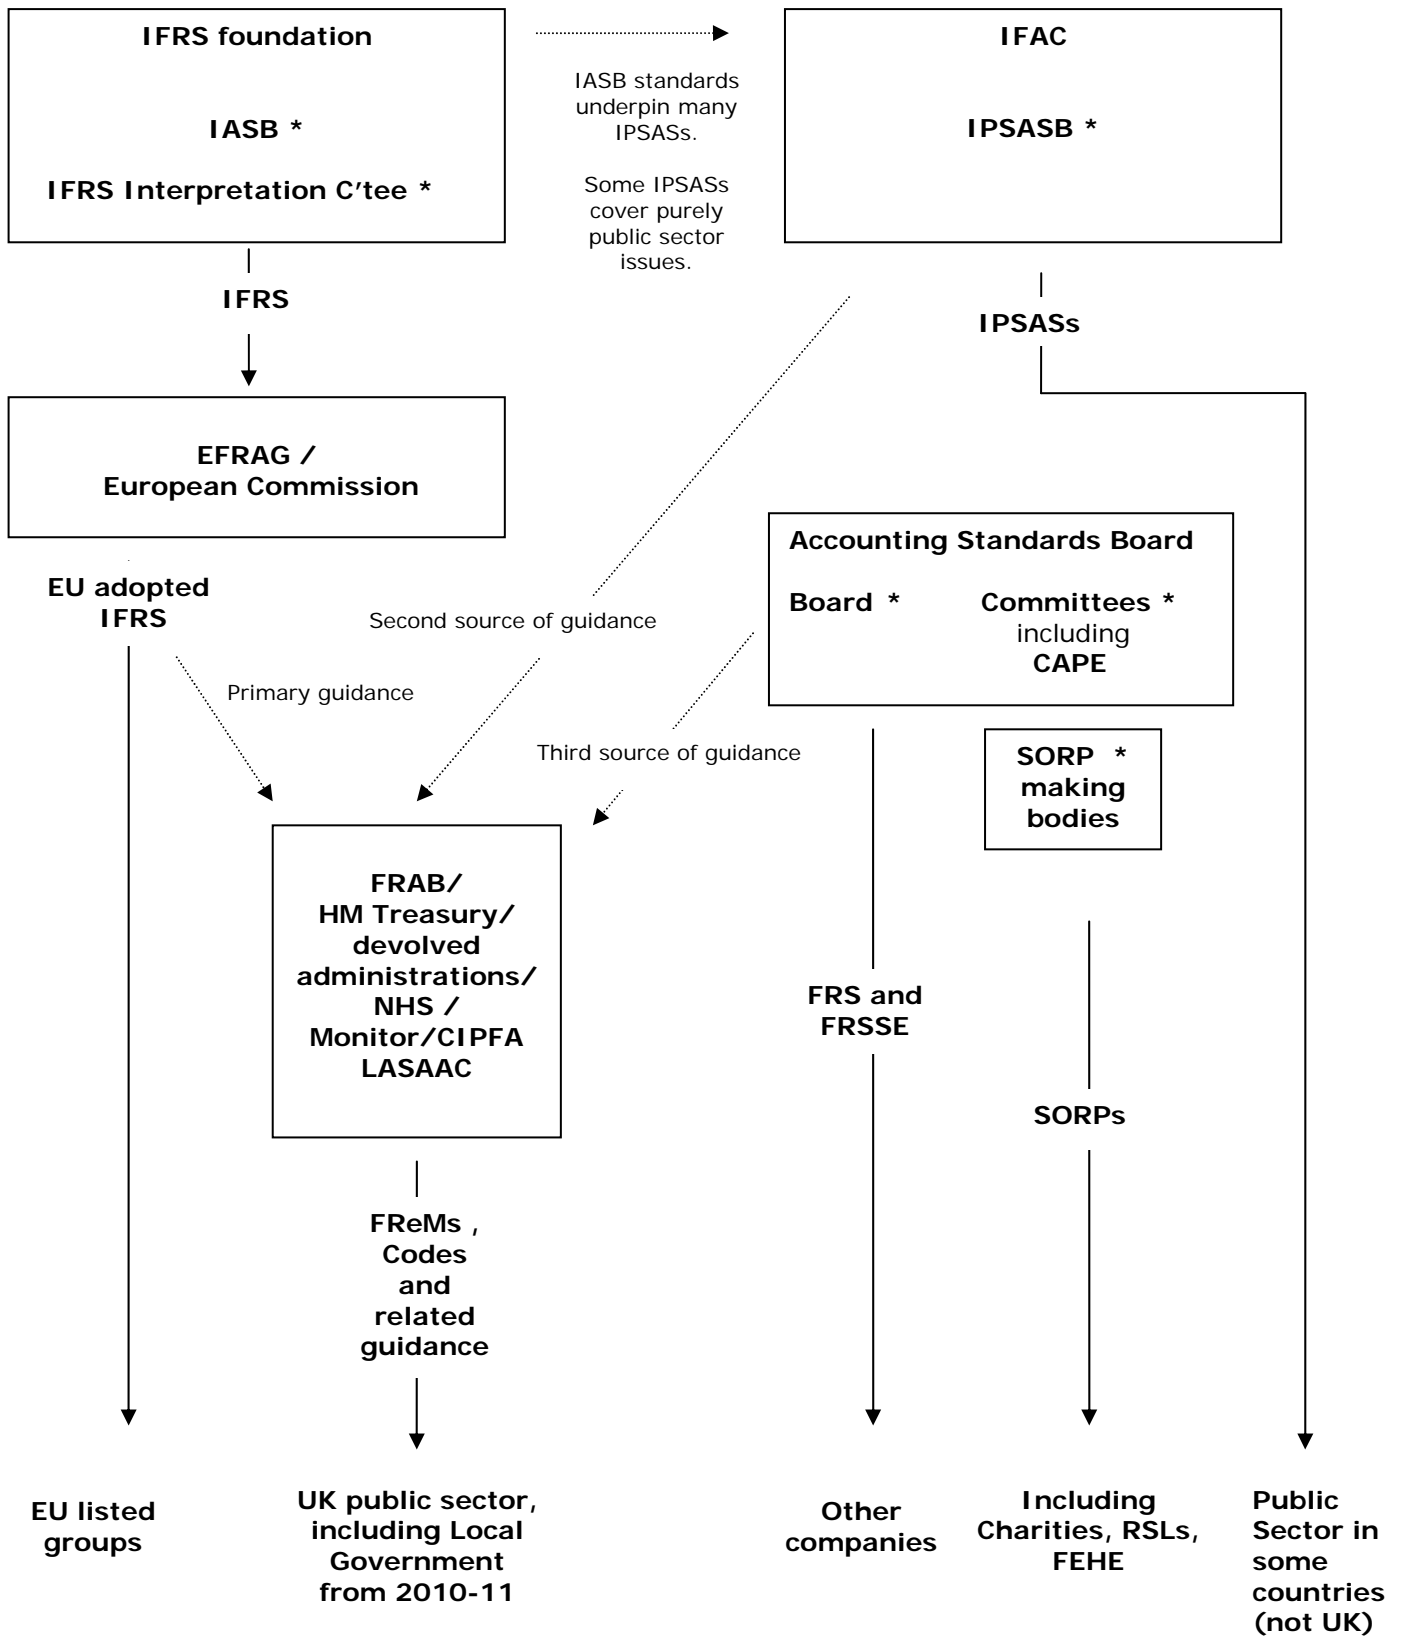 IFRS foundation
IASB *
IFRS Interpretation C'tee *
IASB standards
underpin many
IPSASs.
Some IPSASs
cover purely
public sector
issues.
IFAC
IPSASB *
IFRS
IPSASs
EFRAG /
European Commission
EU adopted
IFRS
Primary guidance
Second source of guidance
Third source of guidance
Accounting Standards Board
Board * Committees *
including
CAPE
SORP *
making
bodies
FRAB/
HM Treasury/
devolved
administrations/
NHS /
Monitor/CIPFA
LASAAC
FRS and
FRSSE
SORPs
FReMs ,
Codes
and
related
guidance
EU listed
groups
UK public sector,
including Local
Government
from 2010-11
Other
companies
Including
Charities, RSLs,
FEHE
Public
Sector in
some
countries
(not UK)